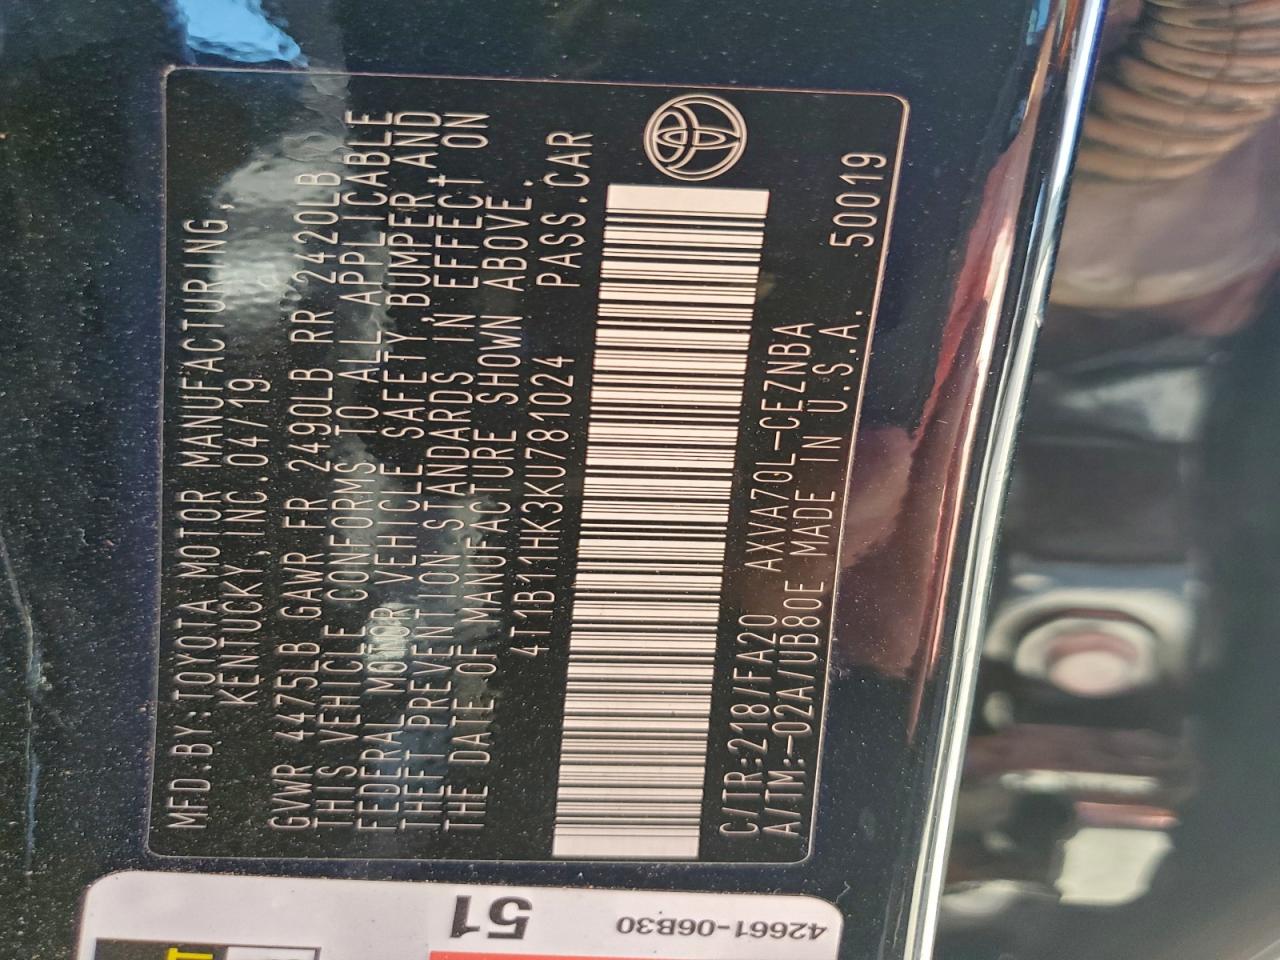 MFD.BY:TOYOTA MOTOR MANUFACTURING,
KENTUCKY,INC.04/19
GVWR 4475LB GAWR FR 2490LB RR 2420LB
THIS VEHICLE CONFORMS TO ALL APPLICABLE
FEDERAL MOTOR VEHICLE SAFETY,BUMPER,AND
THEFT PREVENTION STANDARDS IN EFFECT ON
THE DATE OF MANUFACTURE SHOWN ABOVE.
4T1B11HK3KU781024 PASS.CAR
C/TR:218/FA20 AXVA70L-CEZNBA
A/TM:-02A/UB80E MADE IN U.S.A. 50019
51
42661-06B30
T